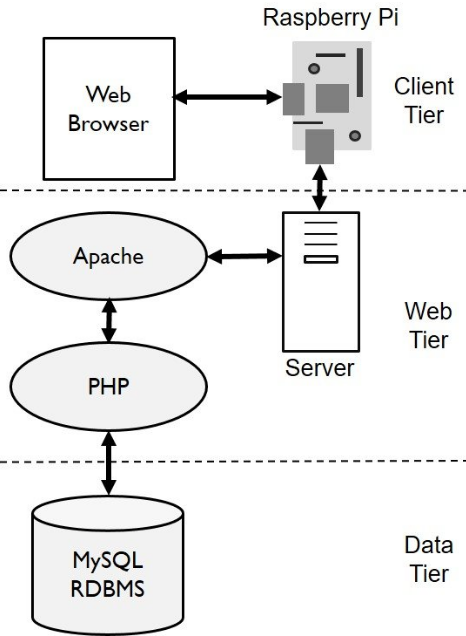 Raspberry Pi
Web
Browser
Client
Tier
Apache
Web
Tier
Server
PHP
MySQL
RDBMS
Data
Tier